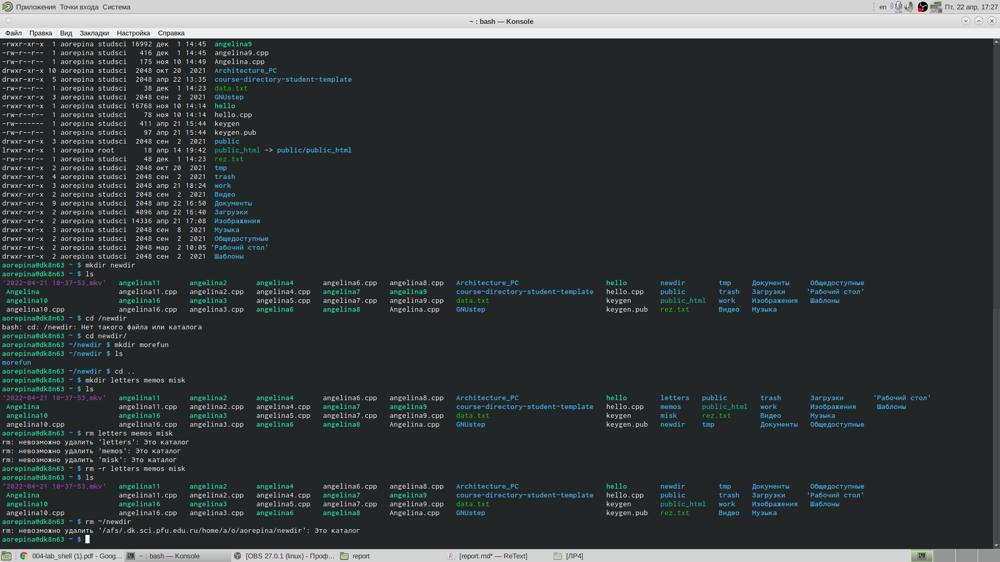 Приложения Точки входа Система en Пт, 22 апр, 17:27
~ : bash — Konsole
Файл Правка Вид Закладки Настройка Справка
-rwxr-xr-x  1 aorepina studsci 16992 дек  1 14:45  angelina9
-rw-r--r--  1 aorepina studsci   416 дек  1 14:45  angelina9.cpp
-rw-r--r--  1 aorepina studsci   175 ноя 10 14:49  Angelina.cpp
drwxr-xr-x 10 aorepina studsci  2048 окт 20  2021  Architecture_PC
drwxr-xr-x  5 aorepina studsci  2048 апр 22 13:35  course-directory-student-template
-rw-r--r--  1 aorepina studsci    38 дек  1 14:23  data.txt
drwxr-xr-x  3 aorepina studsci  2048 сен  2  2021  GNUstep
-rwxr-xr-x  1 aorepina studsci 16768 ноя 10 14:14  hello
-rw-r--r--  1 aorepina studsci    78 ноя 10 14:14  hello.cpp
-rw-------  1 aorepina studsci   411 апр 21 15:44  keygen
-rw-r--r--  1 aorepina studsci    97 апр 21 15:44  keygen.pub
drwxr-xr-x  3 aorepina studsci  2048 сен  2  2021  public
lrwxr-xr-x  1 aorepina root       18 апр 14 19:42  public_html -> public/public_html
-rw-r--r--  1 aorepina studsci    48 дек  1 14:23  rez.txt
drwxr-xr-x  2 aorepina studsci  2048 окт 20  2021  tmp
drwxr-xr-x  4 aorepina studsci  2048 сен  2  2021  trash
drwxr-xr-x  3 aorepina studsci  2048 апр 21 18:24  work
drwxr-xr-x  2 aorepina studsci  2048 сен  2  2021  Видео
drwxr-xr-x  9 aorepina studsci  2048 апр 22 16:50  Документы
drwxr-xr-x  2 aorepina studsci  4096 апр 22 16:40  Загрузки
drwxr-xr-x  2 aorepina studsci 14336 апр 21 17:08  Изображения
drwxr-xr-x  3 aorepina studsci  2048 сен  8  2021  Музыка
drwxr-xr-x  2 aorepina studsci  2048 сен  2  2021  Общедоступные
drwxr-xr-x  2 aorepina studsci  2048 мар  2 10:05 'Рабочий стол'
drwxr-xr-x  2 aorepina studsci  2048 сен  2  2021  Шаблоны
aorepina@dk8n63 ~ $ mkdir newdir
aorepina@dk8n63 ~ $ ls
'2022-04-21 10-37-53.mkv' angelina11 angelina2 angelina4 angelina6.cpp angelina8.cpp Architecture_PC hello newdir tmp Документы Общедоступные
Angelina angelina11.cpp angelina2.cpp angelina4.cpp angelina7 angelina9 course-directory-student-template hello.cpp public trash Загрузки 'Рабочий стол'
angelina10 angelina16 angelina3 angelina5.cpp angelina7.cpp angelina9.cpp data.txt keygen public_html work Изображения Шаблоны
angelina10.cpp angelina16.cpp angelina3.cpp angelina6 angelina8 Angelina.cpp GNUstep keygen.pub rez.txt Видео Музыка
aorepina@dk8n63 ~ $ cd /newdir
bash: cd: /newdir: Нет такого файла или каталога
aorepina@dk8n63 ~ $ cd newdir/
aorepina@dk8n63 ~/newdir $ mkdir morefun
aorepina@dk8n63 ~/newdir $ ls
morefun
aorepina@dk8n63 ~/newdir $ cd ..
aorepina@dk8n63 ~ $ mkdir letters memos misk
aorepina@dk8n63 ~ $ ls
'2022-04-21 10-37-53.mkv' angelina11 angelina2 angelina4 angelina6.cpp angelina8.cpp Architecture_PC hello letters public trash Загрузки 'Рабочий стол'
Angelina angelina11.cpp angelina2.cpp angelina4.cpp angelina7 angelina9 course-directory-student-template hello.cpp memos public_html work Изображения Шаблоны
angelina10 angelina16 angelina3 angelina5.cpp angelina7.cpp angelina9.cpp data.txt keygen misk rez.txt Видео Музыка
angelina10.cpp angelina16.cpp angelina3.cpp angelina6 angelina8 Angelina.cpp GNUstep keygen.pub newdir tmp Документы Общедоступные
aorepina@dk8n63 ~ $ rm letters memos misk
rm: невозможно удалить 'letters': Это каталог
rm: невозможно удалить 'memos': Это каталог
rm: невозможно удалить 'misk': Это каталог
aorepina@dk8n63 ~ $ rm -r letters memos misk
aorepina@dk8n63 ~ $ ls
'2022-04-21 10-37-53.mkv' angelina11 angelina2 angelina4 angelina6.cpp angelina8.cpp Architecture_PC hello newdir tmp Документы Общедоступные
Angelina angelina11.cpp angelina2.cpp angelina4.cpp angelina7 angelina9 course-directory-student-template hello.cpp public trash Загрузки 'Рабочий стол'
angelina10 angelina16 angelina3 angelina5.cpp angelina7.cpp angelina9.cpp data.txt keygen public_html work Изображения Шаблоны
angelina10.cpp angelina16.cpp angelina3.cpp angelina6 angelina8 Angelina.cpp GNUstep keygen.pub rez.txt Видео Музыка
aorepina@dk8n63 ~ $ rm ~/newdir
rm: невозможно удалить '/afs/.dk.sci.pfu.edu.ru/home/a/o/aorepina/newdir': Это каталог
aorepina@dk8n63 ~ $
004-lab_shell (1).pdf - Goog... ~ : bash — Konsole [OBS 27.0.1 (linux) - Проф... report R [report.md* — ReText] [ЛР4]